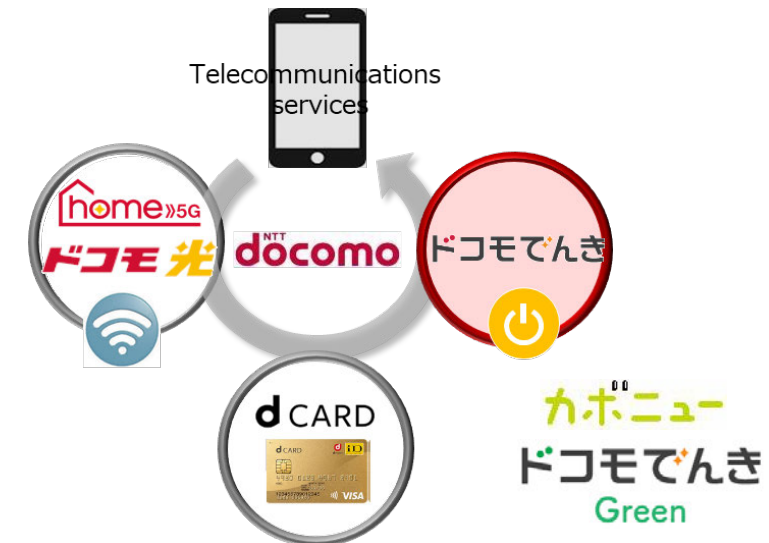 Telecommunications
services
home 5G
ドコモ光
NTT
docomo
ドコモでんき
d CARD
d CARD
iD
VISA
カボニュー
ドコモでんき
Green